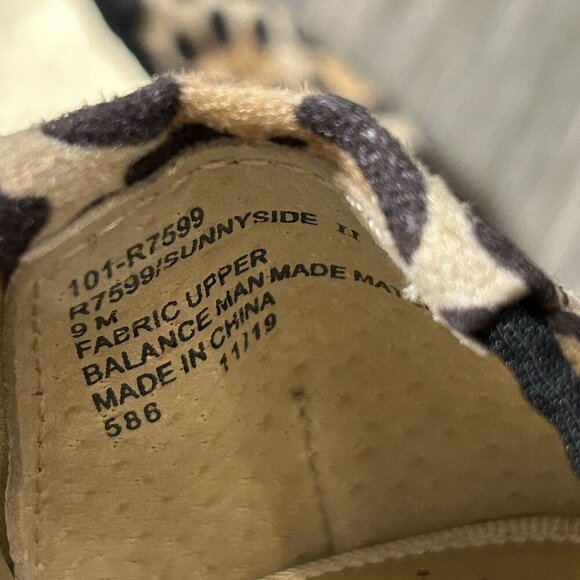 101-R7599
R7599/SUNNYSIDE II
9 M
FABRIC UPPER
BALANCE MAN MADE MAT
MADE IN CHINA
586 11/19